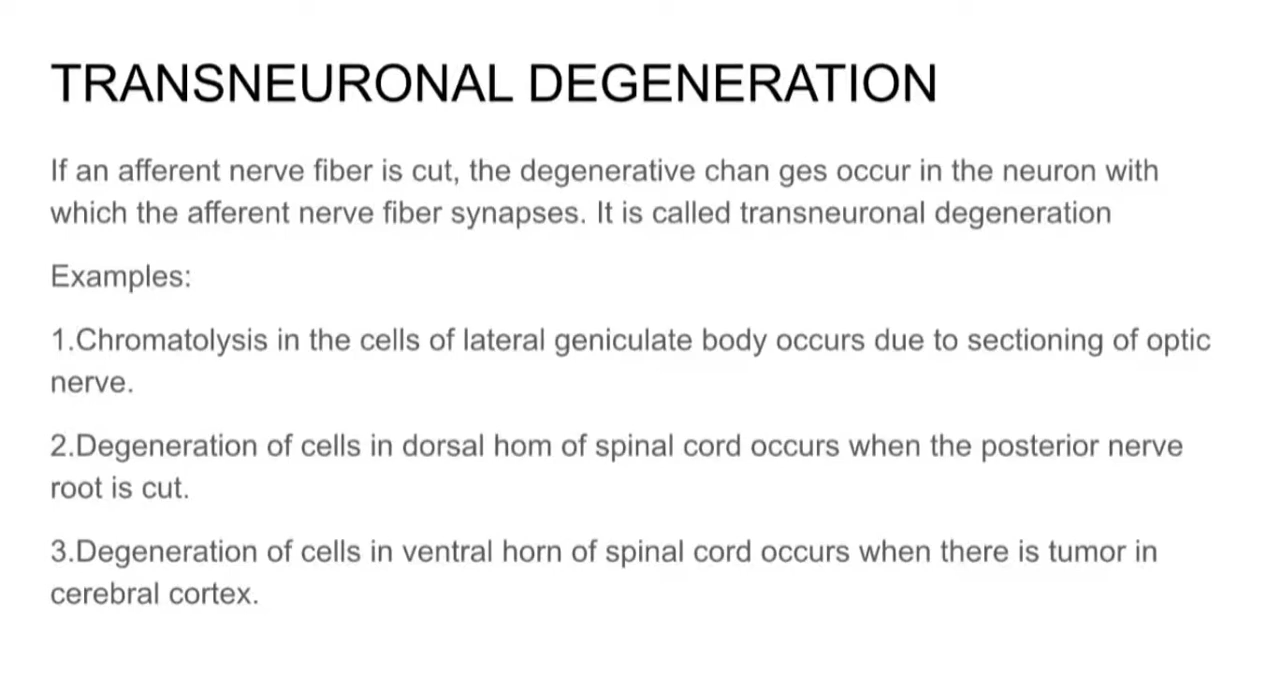 TRANSNEURONAL DEGENERATION
If an afferent nerve fiber is cut, the degenerative chan ges occur in the neuron with
which the afferent nerve fiber synapses. It is called transneuronal degeneration
Examples:
1.Chromatolysis in the cells of lateral geniculate body occurs due to sectioning of optic
nerve.
2.Degeneration of cells in dorsal hom of spinal cord occurs when the posterior nerve
root is cut.
3.Degeneration of cells in ventral horn of spinal cord occurs when there is tumor in
cerebral cortex.